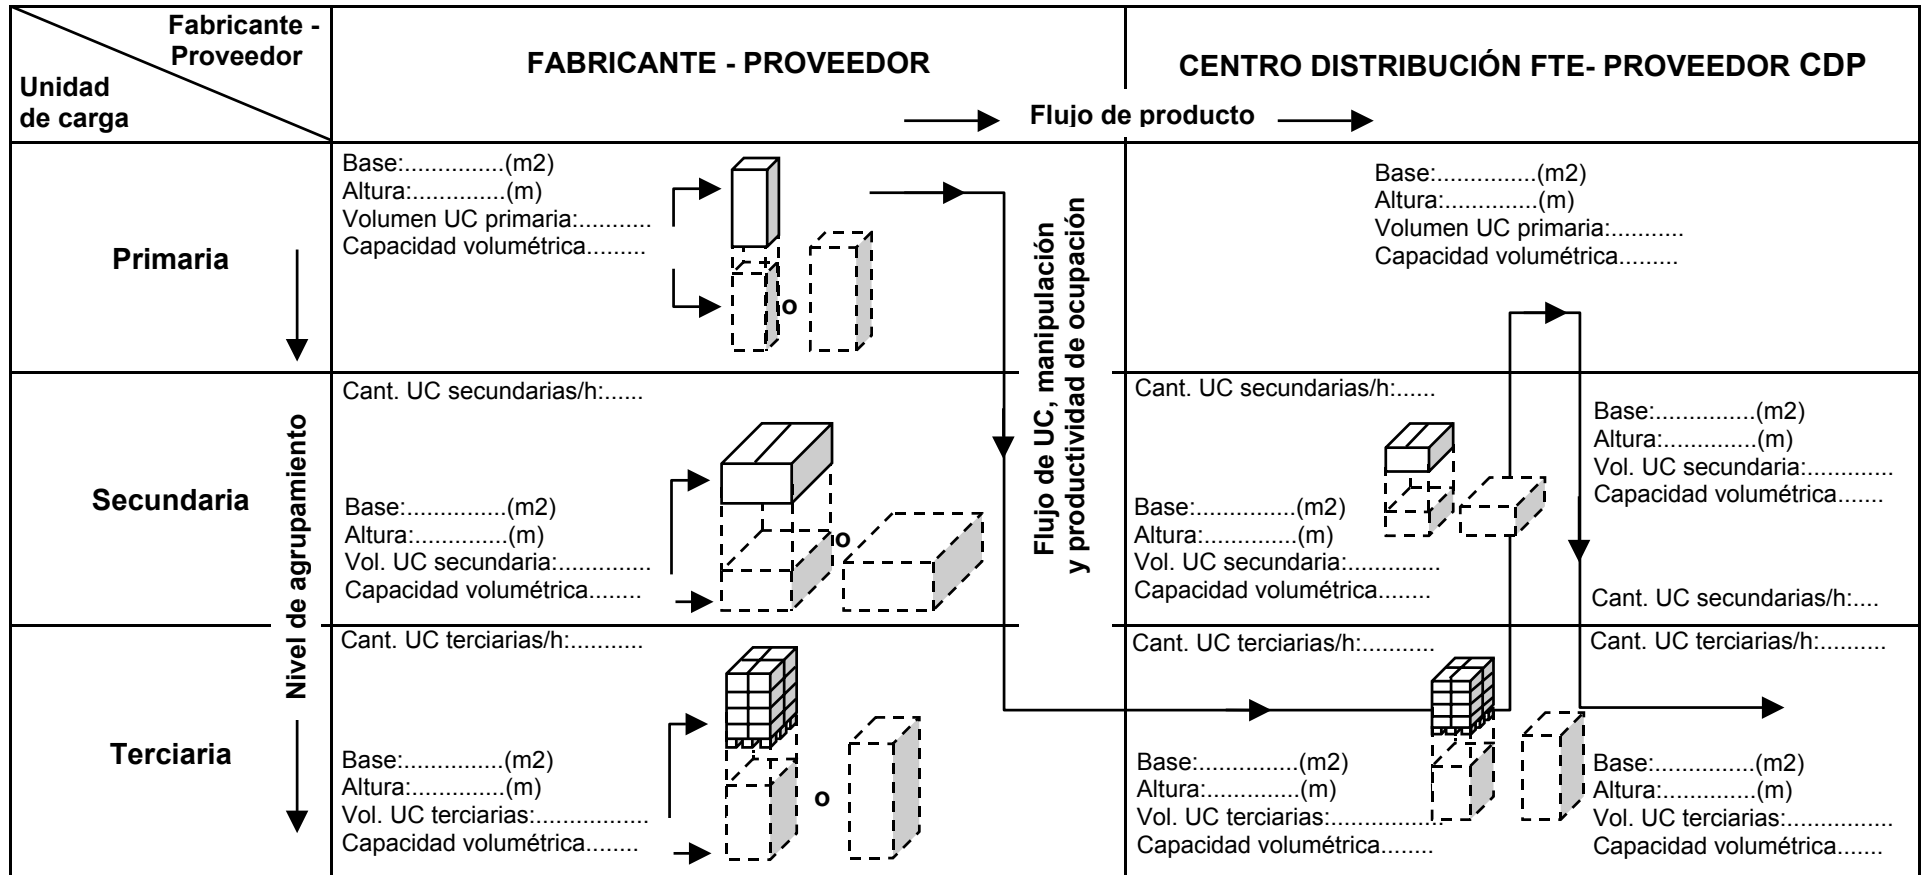 Fabricante -
Proveedor
Unidad
de carga
FABRICANTE - PROVEEDOR
CENTRO DISTRIBUCIÓN FTE- PROVEEDOR CDP
Flujo de producto
Primaria
Base:...............(m2)
Altura:..............(m)
Volumen UC primaria:...........
Capacidad volumétrica.........
o
Flujo de UC, manipulación
y productividad de ocupación
Base:...............(m2)
Altura:..............(m)
Volumen UC primaria:...........
Capacidad volumétrica.........
Nivel de agrupamiento
Secundaria
Cant. UC secundarias/h:......
Base:...............(m2)
Altura:.............(m)
Vol. UC secundaria:..............
Capacidad volumétrica........
o
Cant. UC secundarias/h:......
Base:...............(m2)
Altura:.............(m)
Vol. UC secundaria:..............
Capacidad volumétrica........
Base:...............(m2)
Altura:..............(m)
Vol. UC secundaria:.............
Capacidad volumétrica.......
Cant. UC secundarias/h:....
Terciaria
Cant. UC terciarias/h:...........
Base:...............(m2)
Altura:..............(m)
Vol. UC terciarias:.................
Capacidad volumétrica........
o
Cant. UC terciarias/h:...........
Base:...............(m2)
Altura:..............(m)
Vol. UC terciarias:.................
Capacidad volumétrica........
Cant. UC terciarias/h:..........
Base:...............(m2)
Altura:..............(m)
Vol. UC terciarias:................
Capacidad volumétrica.......